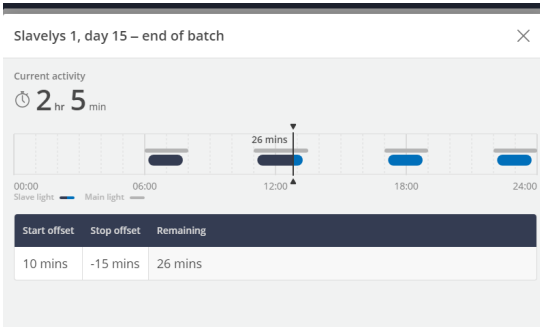 Slavelys 1, day 15 – end of batch
Current activity
2 hr 5 min
26 mins
00:00 06:00 12:00 18:00 24:00
Slave light Main light
Start offset Stop offset Remaining
10 mins -15 mins 26 mins